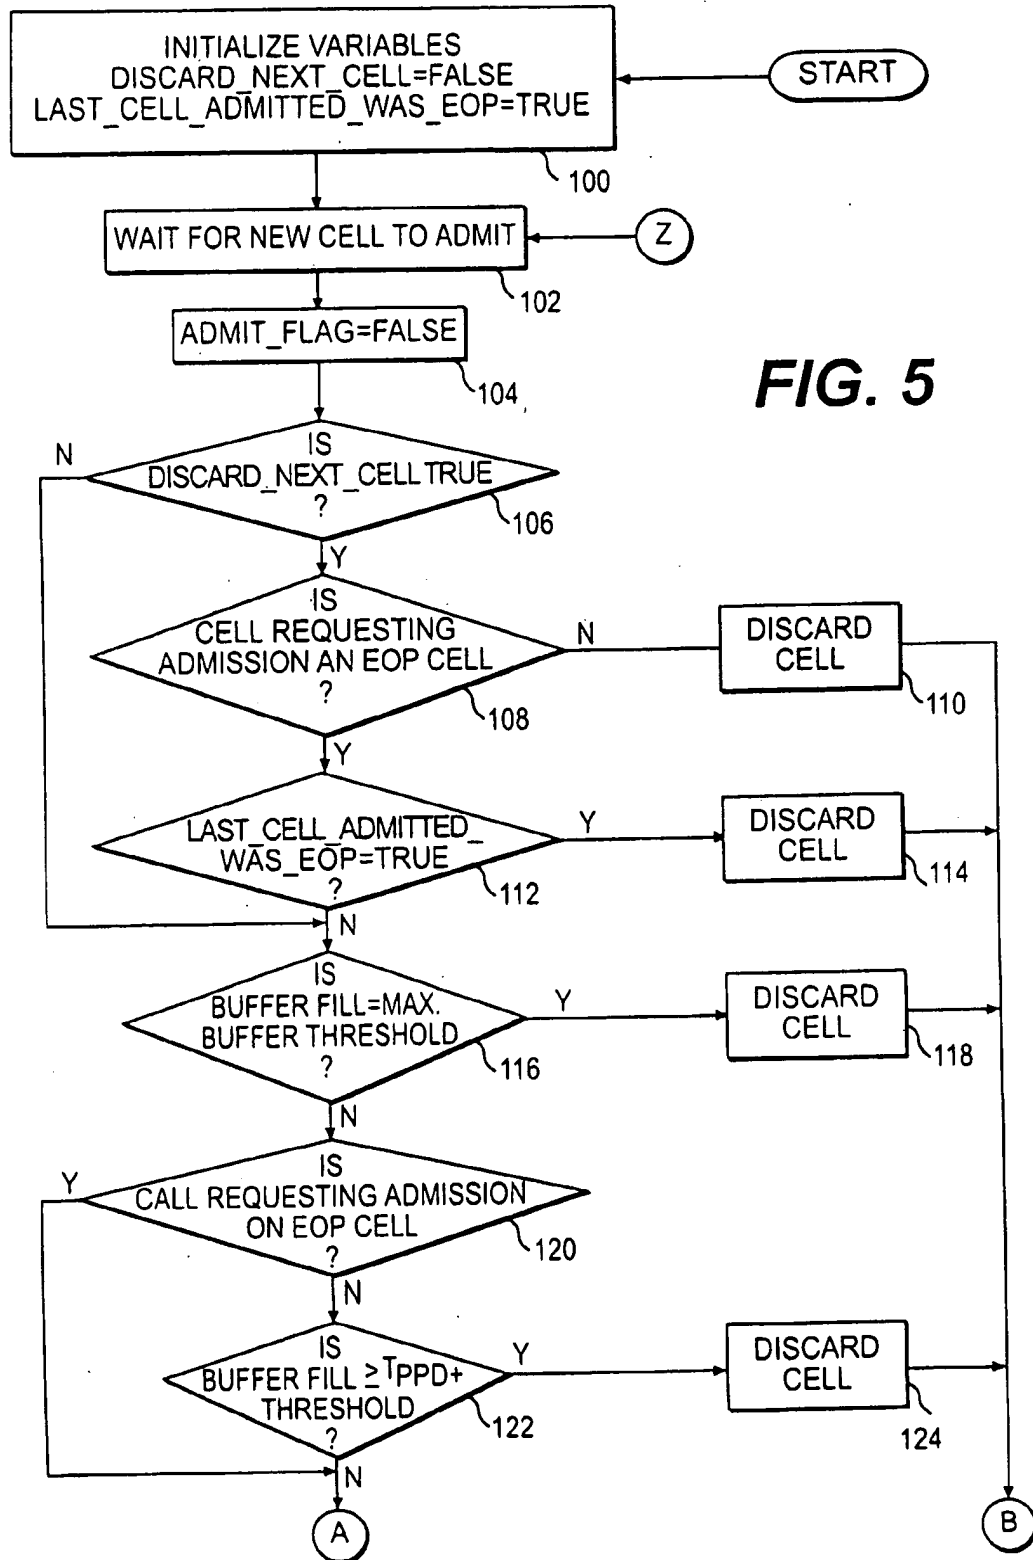 INITIALIZE VARIABLES
DISCARD_NEXT_CELL=FALSE
LAST_CELL_ADMITTED_WAS_EOP=TRUE
START
100
WAIT FOR NEW CELL TO ADMIT
Z
102
ADMIT_FLAG=FALSE
104
FIG. 5
IS
DISCARD_NEXT_CELL TRUE
?
N
106
Y
IS
CELL REQUESTING
ADMISSION AN EOP CELL
?
N
108
DISCARD
CELL
110
Y
LAST_CELL_ADMITTED_
WAS_EOP=TRUE
?
Y
112
DISCARD
CELL
114
N
IS
BUFFER FILL=MAX.
BUFFER THRESHOLD
?
Y
116
DISCARD
CELL
118
N
IS
CALL REQUESTING ADMISSION
ON EOP CELL
?
Y
120
N
IS
BUFFER FILL ≥ TPPD+
THRESHOLD
?
Y
122
DISCARD
CELL
124
N
A
B